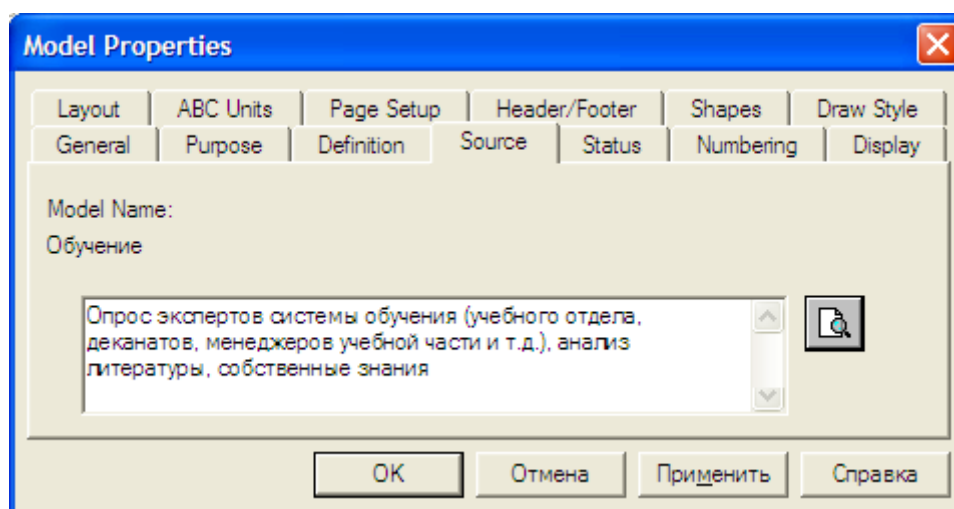 Model Properties
Layout ABC Units Page Setup Header/Footer Shapes Draw Style
General Purpose Definition Source Status Numbering Display
Model Name:
Обучение
Опрос экспертов системы обучения (учебного отдела,
деканатов, менеджеров учебной части и т.д.), анализ
литературы, собственные знания
OK Отмена Применить Справка